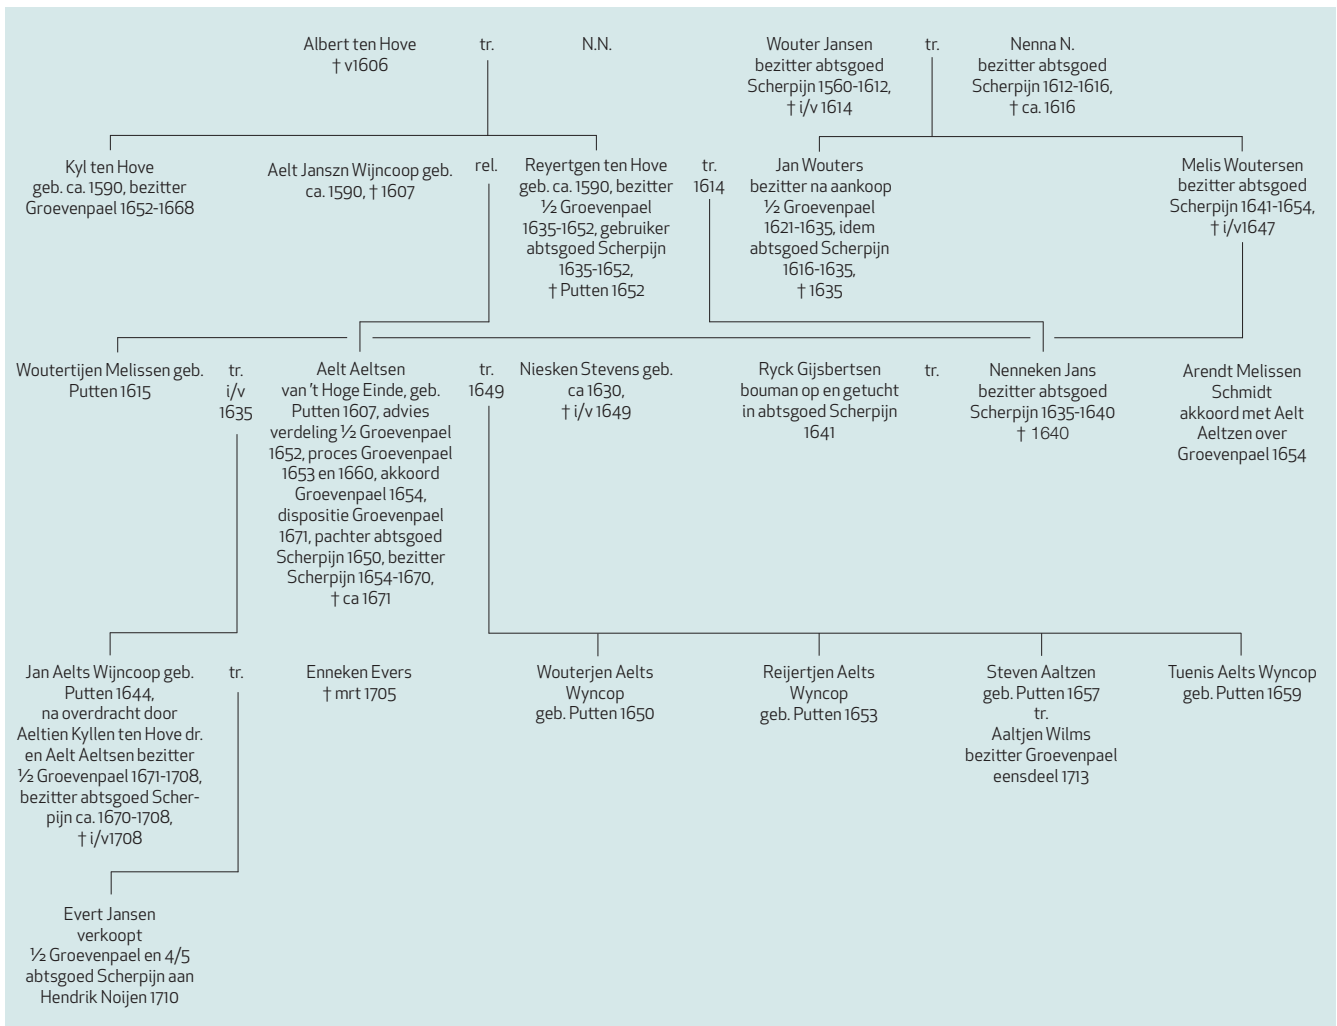 Albert ten Hove
† v1606
tr.
N.N.
Wouter Jansen
bezitter abtsgoed
Scherpijn 1560-1612,
† i/v 1614
tr.
Nenna N.
bezitter abtsgoed
Scherpijn 1612-1616,
† ca. 1616
Kyl ten Hove
geb. ca. 1590, bezitter
Groevenpael 1652-1668
Aelt Janszn Wijncoop geb.
ca. 1590, † 1607
rel.
Reyertgen ten Hove
geb. ca. 1590, bezitter
½ Groevenpael
1635-1652, gebruiker
abtsgoed Scherpijn
1635-1652,
† Putten 1652
tr.
1614
Jan Wouters
bezitter na aankoop
½ Groevenpael
1621-1635, idem
abtsgoed Scherpijn
1616-1635,
† 1635
Melis Woutersen
bezitter abtsgoed
Scherpijn 1641-1654,
† i/v1647
Woutertijen Melissen geb.
Putten 1615
tr.
i/v
1635
Aelt Aeltsen
van 't Hoge Einde, geb.
Putten 1607, advies
verdeling ½ Groevenpael
1652, proces Groevenpael
1653 en 1660, akkoord
Groevenpael 1654,
dispositie Groevenpael
1671, pachter abtsgoed
Scherpijn 1650, bezitter
Scherpijn 1654-1670,
† ca 1671
tr.
1649
Niesken Stevens geb.
ca 1630,
† i/v 1649
Ryck Gijsbertsen
bouman op en getucht
in abtsgoed Scherpijn
1641
tr.
Nenneken Jans
bezitter abtsgoed
Scherpijn 1635-1640
† 1640
Arendt Melissen
Schmidt
akkoord met Aelt
Aeltzen over
Groevenpael 1654
Jan Aelts Wijncoop geb.
Putten 1644,
na overdracht door
Aeltien Kyllen ten Hove dr.
en Aelt Aeltsen bezitter
½ Groevenpael 1671-1708,
bezitter abtsgoed Scher-
pijn ca. 1670-1708,
† i/v1708
tr.
Enneken Evers
† mrt 1705
Wouterjen Aelts
Wyncop
geb. Putten 1650
Reijertjen Aelts
Wyncop
geb. Putten 1653
Steven Aaltzen
geb. Putten 1657
tr.
Aaltjen Wilms
bezitter Groevenpael
eensdeel 1713
Tuenis Aelts Wyncop
geb. Putten 1659
Evert Jansen
verkoopt
½ Groevenpael en 4/5
abtsgoed Scherpijn aan
Hendrik Noijen 1710